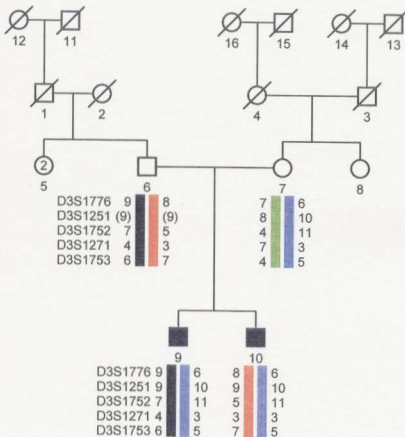 12 11 16 15 14 13
1 2 4 3
2
5 6 7 8
D3S1776 9 8 7 6
D3S1251 (9) (9) 8 10
D3S1752 7 5 4 11
D3S1271 4 3 7 3
D3S1753 6 7 4 5
9 10
D3S1776 9 6 8 6
D3S1251 9 10 9 10
D3S1752 7 11 5 11
D3S1271 4 3 3 3
D3S1753 6 5 7 5